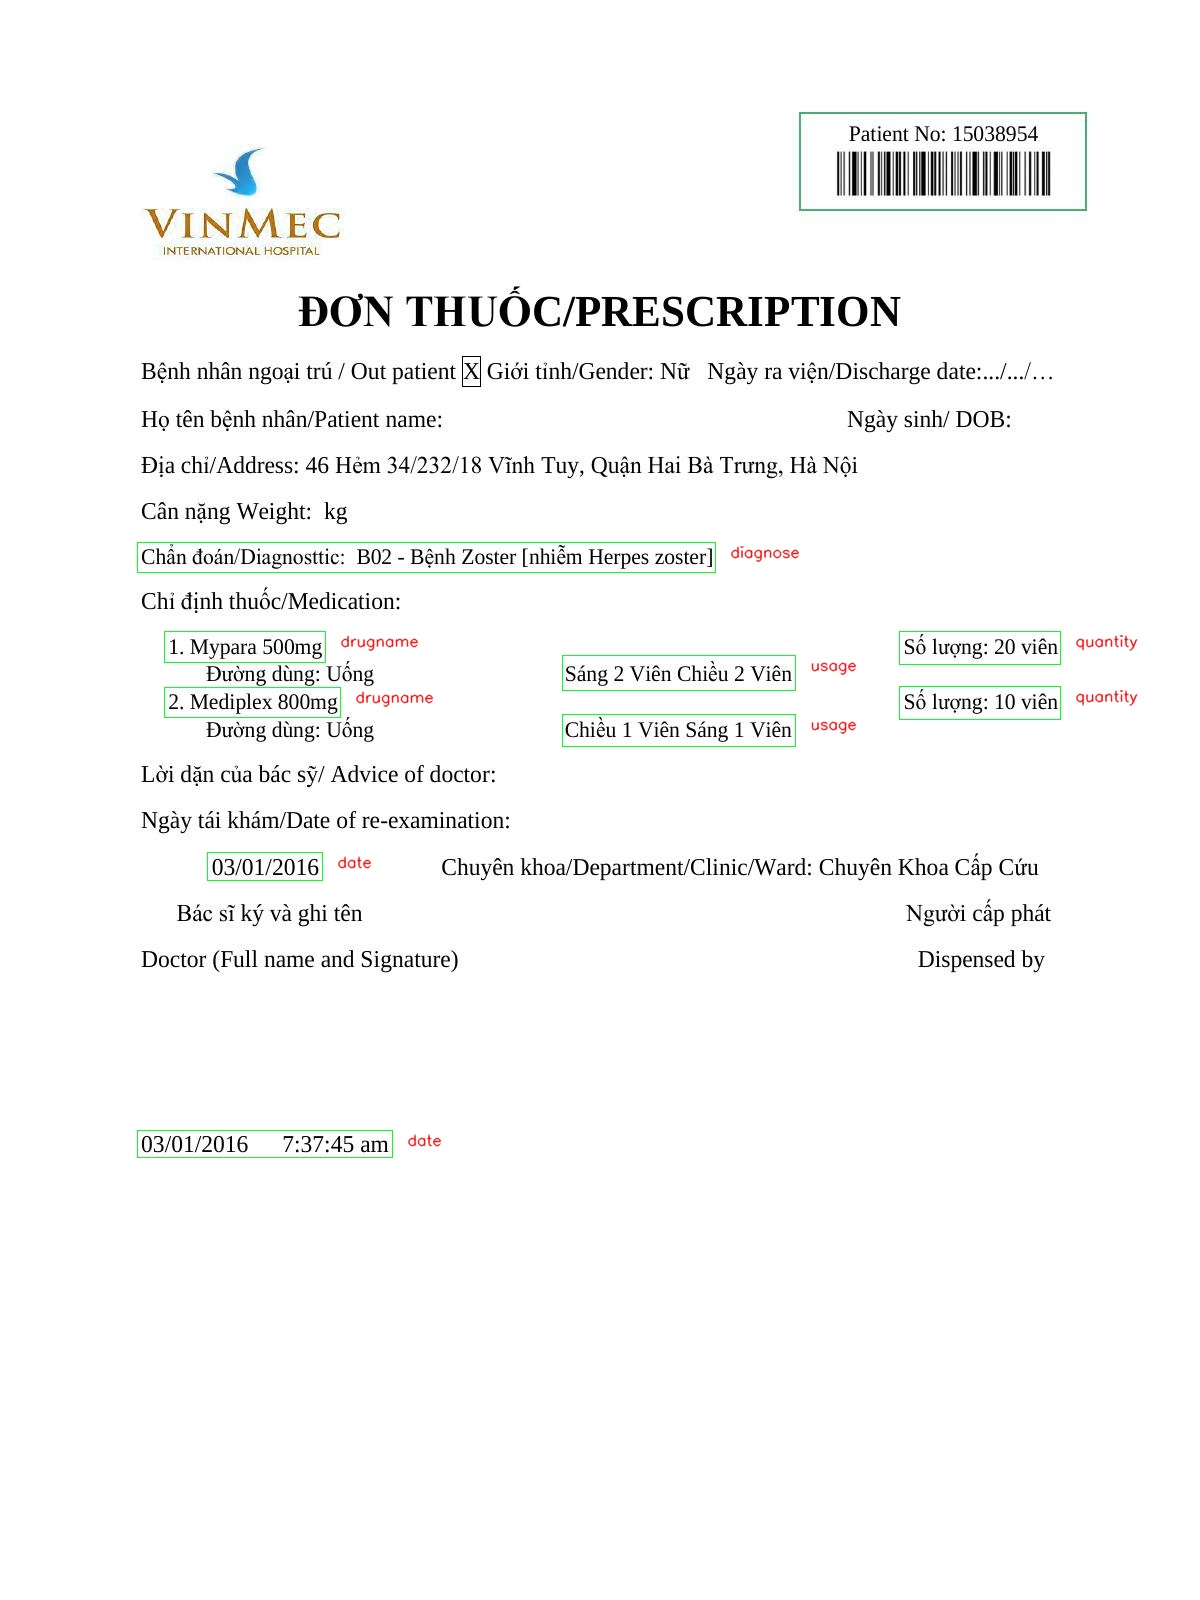 Patient No: 15038954
VINMEC
INTERNATIONAL HOSPITAL
ĐƠN THUỐC/PRESCRIPTION
Bệnh nhân ngoại trú / Out patient X Giới tỉnh/Gender: Nữ Ngày ra viện/Discharge date:.../.../…
Họ tên bệnh nhân/Patient name: Ngày sinh/ DOB:
Địa chỉ/Address: 46 Hẻm 34/232/18 Vĩnh Tuy, Quận Hai Bà Trưng, Hà Nội
Cân nặng Weight: kg
Chẩn đoán/Diagnosttic: B02 - Bệnh Zoster [nhiễm Herpes zoster] diagnose
Chỉ định thuốc/Medication:
1. Mypara 500mg drugname Số lượng: 20 viên quantity
Đường dùng: Uống Sáng 2 Viên Chiều 2 Viên usage
2. Mediplex 800mg drugname Số lượng: 10 viên quantity
Đường dùng: Uống Chiều 1 Viên Sáng 1 Viên usage
Lời dặn của bác sỹ/ Advice of doctor:
Ngày tái khám/Date of re-examination:
03/01/2016 date Chuyên khoa/Department/Clinic/Ward: Chuyên Khoa Cấp Cứu
Bác sĩ ký và ghi tên Người cấp phát
Doctor (Full name and Signature) Dispensed by
03/01/2016 7:37:45 am date